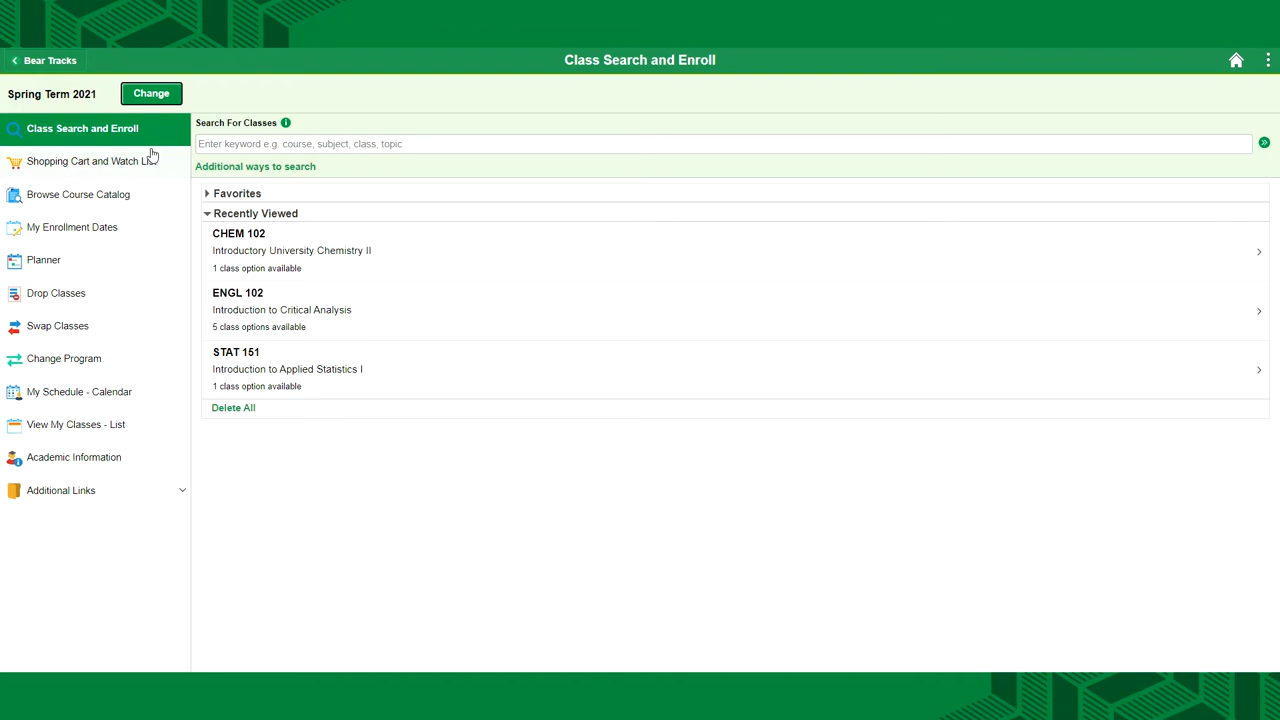 Bear Tracks
Class Search and Enroll
Spring Term 2021
Change
Class Search and Enroll
Shopping Cart and Watch List
Browse Course Catalog
My Enrollment Dates
Planner
Drop Classes
Swap Classes
Change Program
My Schedule - Calendar
View My Classes - List
Academic Information
Additional Links
Search For Classes
Enter keyword e.g. course, subject, class, topic
Additional ways to search
Favorites
Recently Viewed
CHEM 102
Introductory University Chemistry II
1 class option available
ENGL 102
Introduction to Critical Analysis
5 class options available
STAT 151
Introduction to Applied Statistics I
1 class option available
Delete All